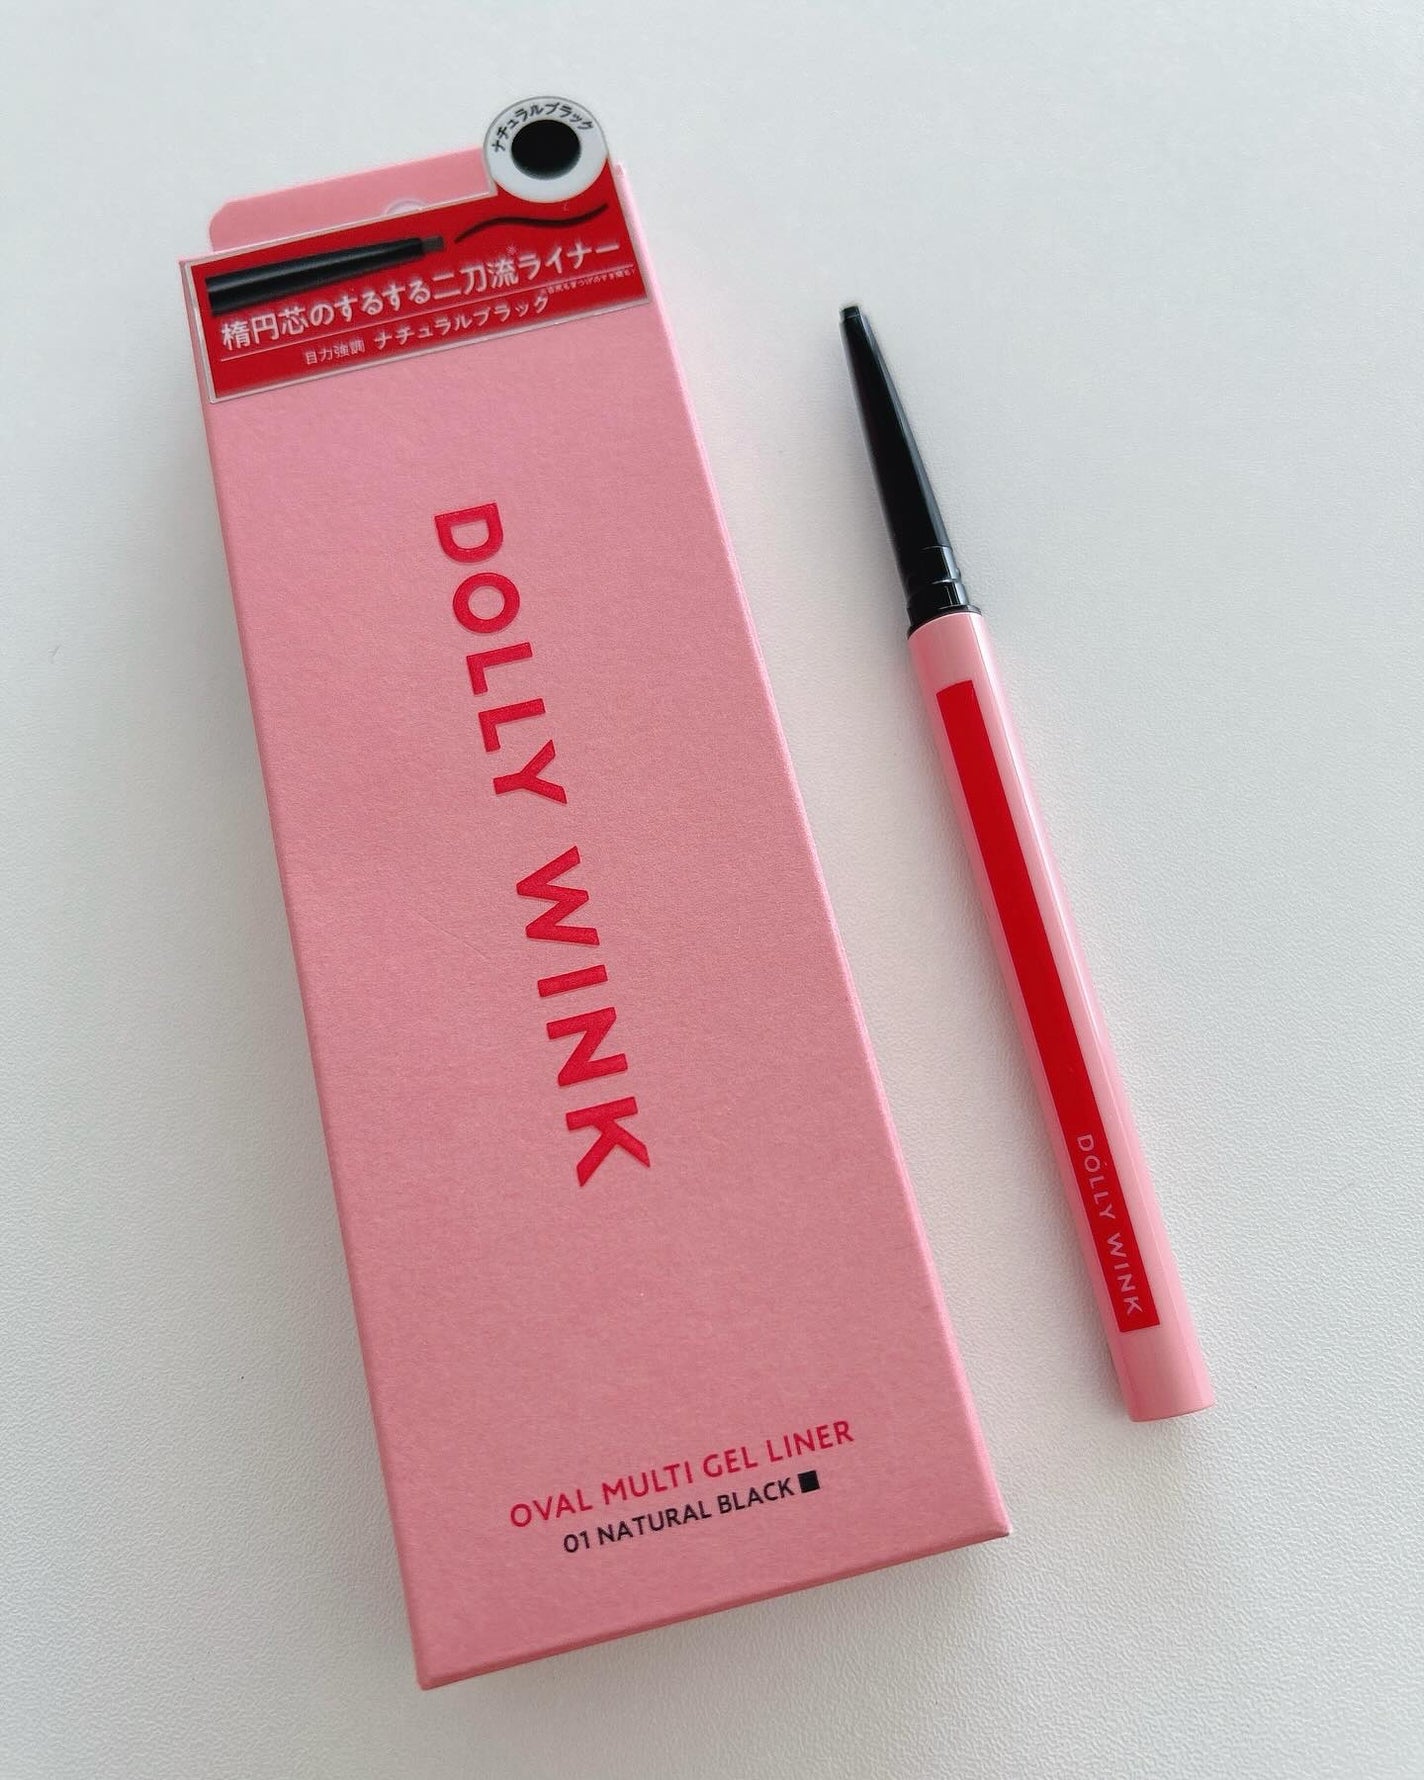 ナチュラルブラック
楕円芯のするする二刀流ライナー
目力強調 ナチュラルブラック
DOLLY WINK
OVAL MULTI GEL LINER
01 NATURAL BLACK
DOLLY WINK